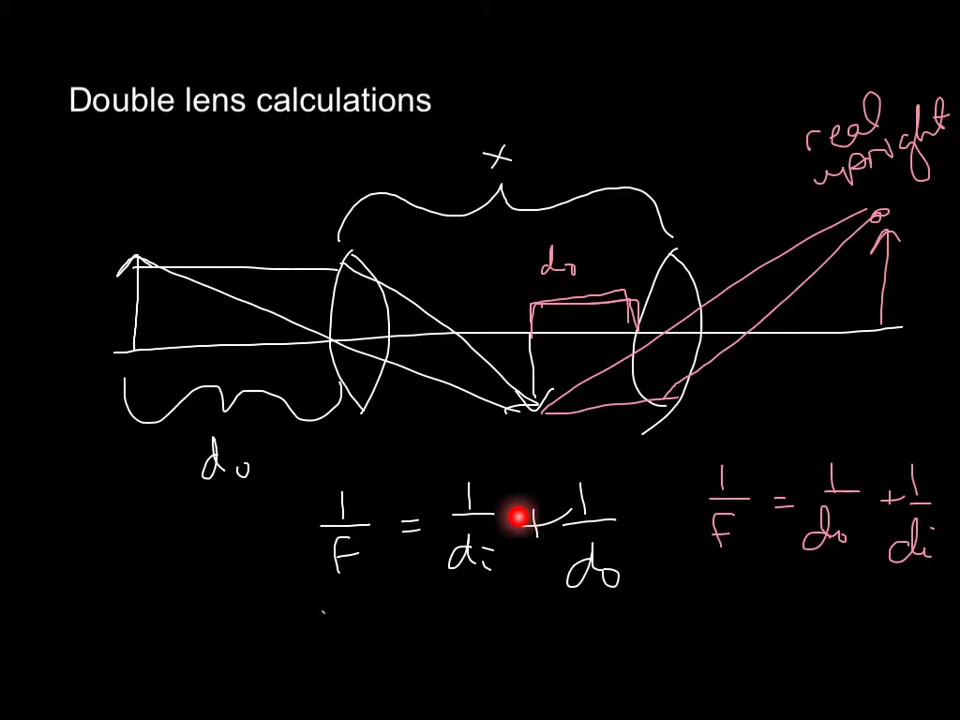 Double lens calculations
real
upright
x
do
do
1/F = 1/di + 1/do
1/F = 1/do + 1/di